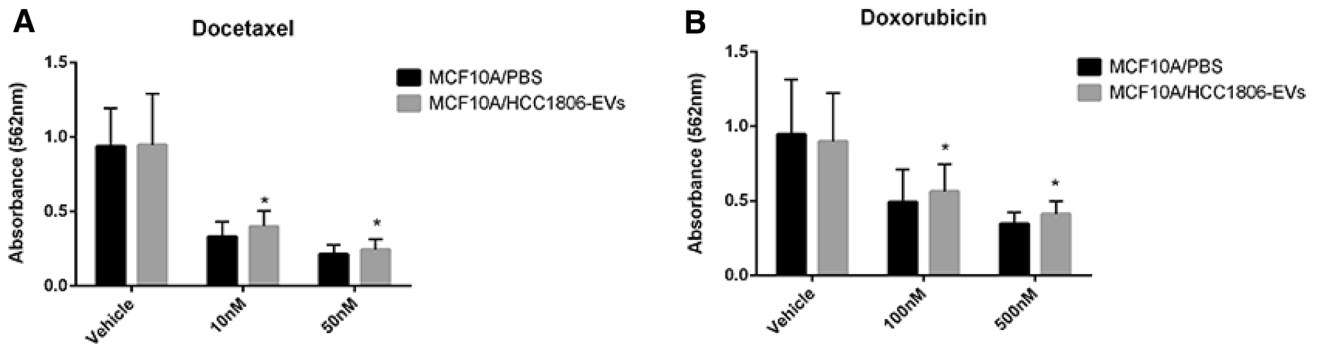 A
Docetaxel
Absorbance (562nm)
1.5
1.0
0.5
0.0
*
*
Vehicle
10nM
50nM
MCF10A/PBS
MCF10A/HCC1806-EVs
B
Doxorubicin
Absorbance (562nm)
1.5
1.0
0.5
0.0
*
*
Vehicle
100nM
500nM
MCF10A/PBS
MCF10A/HCC1806-EVs